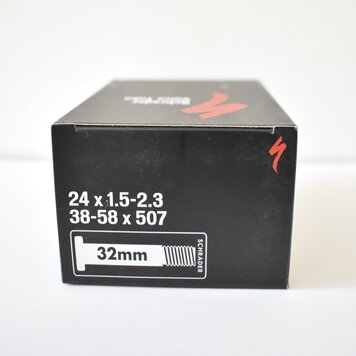 24 x 1.5-2.3
38-58 x 507
32mm
SCHRADER